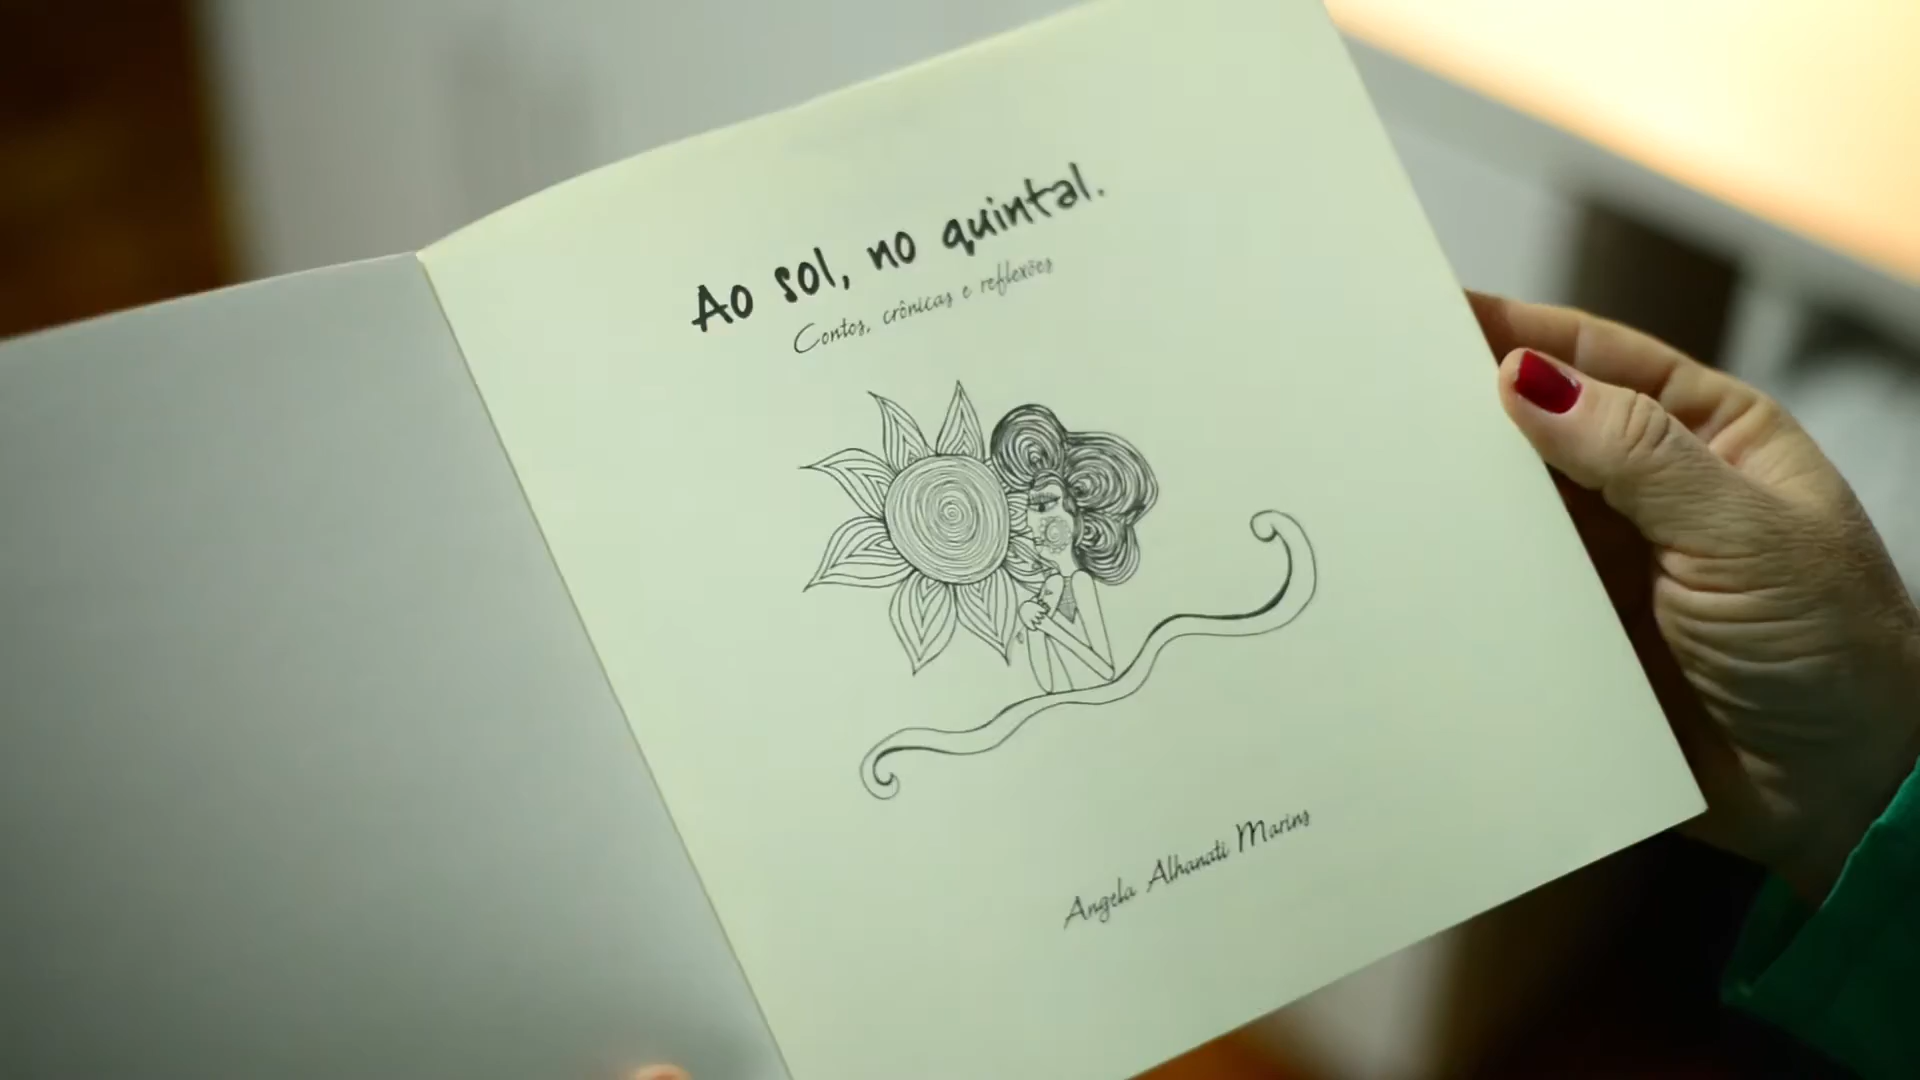 Ao sol, no quintal.
Contos, crônicas e reflexões
Angela Alhanati Marins